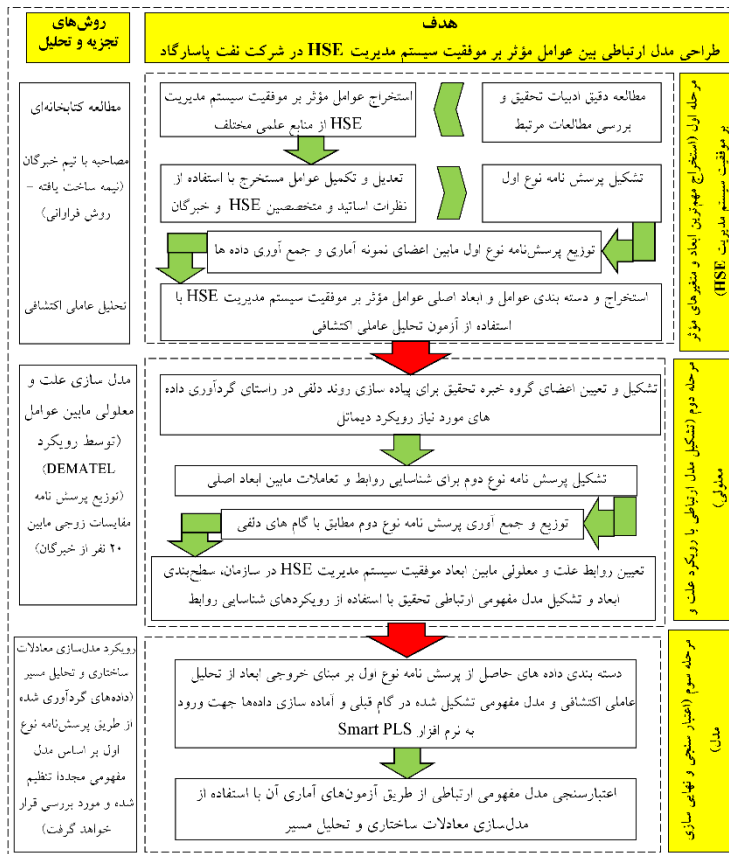 هدف
طراحی مدل ارتباطی بین عوامل مؤثر بر موفقیت سیستم مدیریت HSE در شرکت نفت پاسارگاد
روش‌های
تجزیه و تحلیل
مرحله اول (استخراج مهم‌ترین ابعاد و متغیرهای مؤثر
بر موفقیت سیستم مدیریت HSE)
مطالعه دقیق ادبیات تحقیق و
بررسی مطالعات مرتبط
استخراج عوامل مؤثر بر موفقیت سیستم مدیریت
HSE از منابع علمی مختلف
تشکیل پرسش نامه نوع اول
تعدیل و تکمیل عوامل مستخرج با استفاده از
نظرات اساتید و متخصصین HSE و خبرگان
توزیع پرسش‌نامه نوع اول مابین اعضای نمونه آماری و جمع آوری داده ها
استخراج و دسته بندی عوامل و ابعاد اصلی عوامل مؤثر بر موفقیت سیستم مدیریت HSE با
استفاده از آزمون تحلیل عاملی اکتشافی
مطالعه کتابخانه‌ای
مصاحبه با تیم خبرگان
(نیمه ساخت یافته –
روش فراوانی)
تحلیل عاملی اکتشافی
مرحله دوم (تشکیل مدل ارتباطی با رویکرد علت و
معلولی)
تشکیل و تعیین اعضای گروه خبره تحقیق برای پیاده سازی روند دلفی در راستای گردآوری داده
های مورد نیاز رویکرد دیماتل
تشکیل پرسش نامه نوع دوم برای شناسایی روابط و تعاملات مابین ابعاد اصلی
توزیع و جمع آوری پرسش نامه نوع دوم مطابق با گام های دلفی
تعیین روابط علت و معلولی مابین ابعاد موفقیت سیستم مدیریت HSE در سازمان، سطح‌بندی
ابعاد و تشکیل مدل مفهومی ارتباطی تحقیق با استفاده از رویکردهای شناسایی روابط
مدل سازی علت و
معلولی مابین عوامل
(توسط رویکرد
DEMATEL)
(توزیع پرسش نامه
مقایسات زوجی مابین
۲۰ نفر از خبرگان)
مرحله سوم (اعتبار سنجی و نهایی سازی
مدل)
دسته بندی داده های حاصل از پرسش نامه نوع اول بر مبنای خروجی ابعاد از تحلیل
عاملی اکتشافی و مدل مفهومی تشکیل شده در گام قبلی و آماده سازی داده‌ها جهت ورود
به نرم افزار Smart PLS
اعتبارسنجی مدل مفهومی ارتباطی از طریق آزمون‌های آماری آن با استفاده از
مدل‌سازی معادلات ساختاری و تحلیل مسیر
رویکرد مدل‌سازی معادلات
ساختاری و تحلیل مسیر
(داده‌های گردآوری شده
از طریق پرسش‌نامه نوع
اول بر اساس مدل
مفهومی مجددا تنظیم
شده و مورد بررسی قرار
خواهد گرفت)